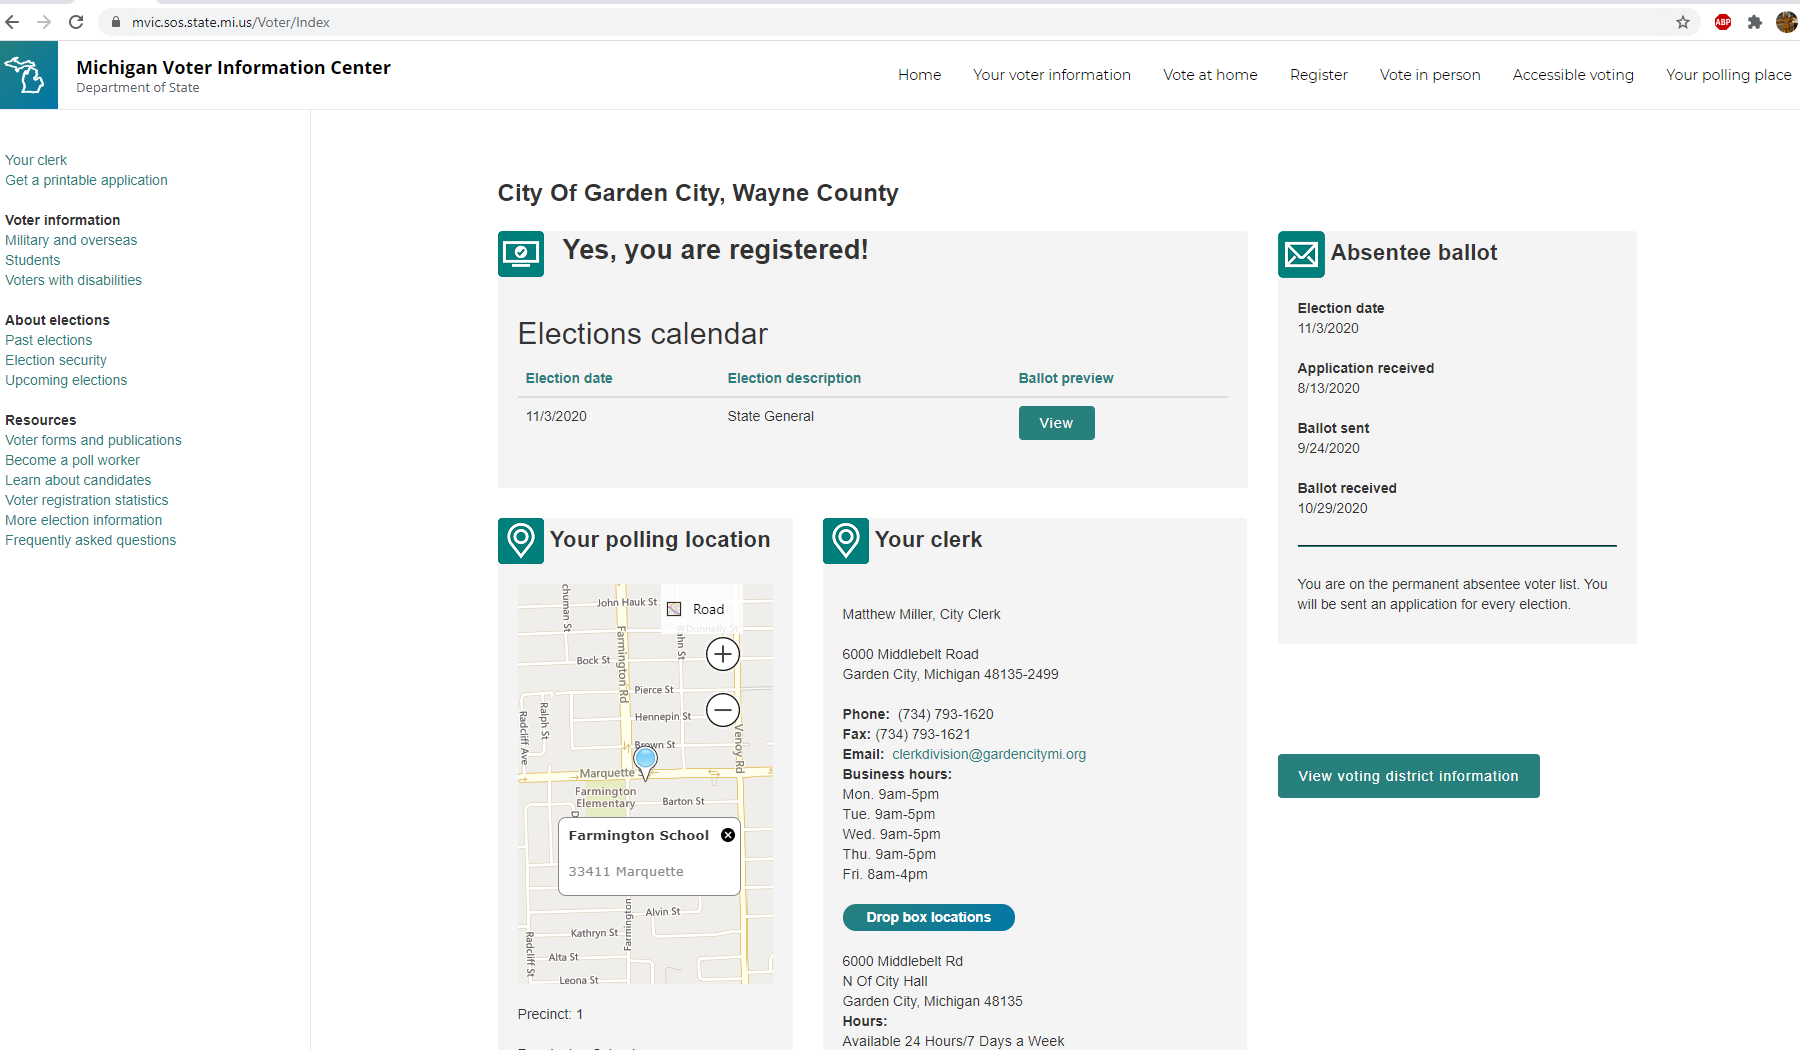 mvic.sos.state.mi.us/Voter/Index
ABP
Michigan Voter Information Center
Department of State
Home
Your voter information
Vote at home
Register
Vote in person
Accessible voting
Your polling place
Your clerk
Get a printable application
Voter information
Military and overseas
Students
Voters with disabilities
About elections
Past elections
Election security
Upcoming elections
Resources
Voter forms and publications
Become a poll worker
Learn about candidates
Voter registration statistics
More election information
Frequently asked questions
City Of Garden City, Wayne County
Yes, you are registered!
Elections calendar
Election date Election description Ballot preview
11/3/2020 State General View
Absentee ballot
Election date
11/3/2020
Application received
8/13/2020
Ballot sent
9/24/2020
Ballot received
10/29/2020
You are on the permanent absentee voter list. You
will be sent an application for every election.
View voting district information
Your polling location
chuman St
John Hauk St
Road
Donnelly St
ahn St
Farmington Rd
Bock St
Pierce St
Radcliff Ave
Ralph St
Hennepin St
Venoy Rd
Brown St
Marquette
Farmington
Elementary
Barton St
Farmington School
33411 Marquette
Alvin St
Farmington
Kathryn St
Radcliff St
Alta St
Leona St
Precinct: 1
Your clerk
Matthew Miller, City Clerk
6000 Middlebelt Road
Garden City, Michigan 48135-2499
Phone: (734) 793-1620
Fax: (734) 793-1621
Email: clerkdivision@gardencitymi.org
Business hours:
Mon. 9am-5pm
Tue. 9am-5pm
Wed. 9am-5pm
Thu. 9am-5pm
Fri. 8am-4pm
Drop box locations
6000 Middlebelt Rd
N Of City Hall
Garden City, Michigan 48135
Hours:
Available 24 Hours/7 Days a Week